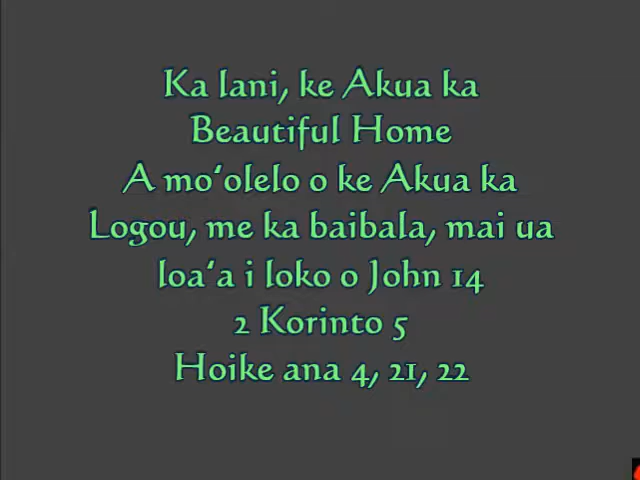 Ka lani, ke Akua ka
Beautiful Home
A moʻolelo o ke Akua ka
Logou, me ka baibala, mai ua
loaʻa i loko o John 14
2 Korinto 5
Hoike ana 4, 21, 22